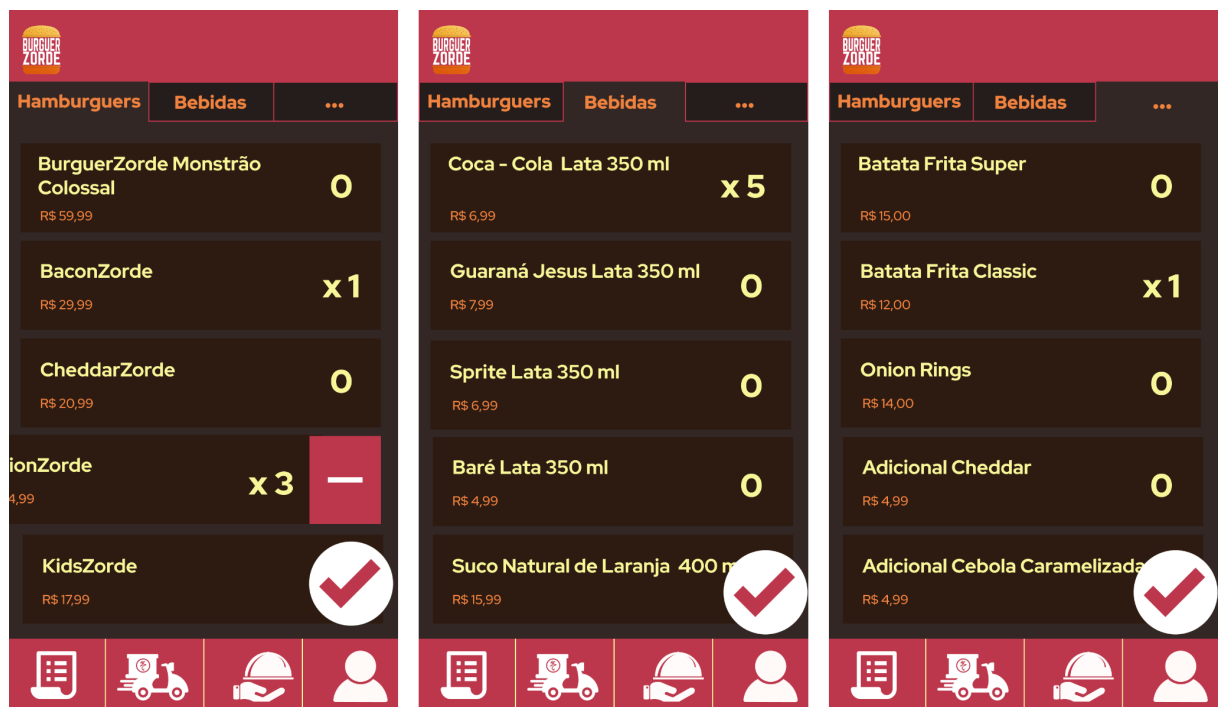 BURGUER
ZORDE
Hamburguers Bebidas ...
BurguerZorde Monstrão
Colossal
0
R$ 59,99
BaconZorde
x 1
R$ 29,99
CheddarZorde
0
R$ 20,99
ionZorde
x 3
4,99
KidsZorde
R$ 17,99
BURGUER
ZORDE
Hamburguers Bebidas ...
Coca - Cola Lata 350 ml
x 5
R$ 6,99
Guaraná Jesus Lata 350 ml
0
R$ 7,99
Sprite Lata 350 ml
0
R$ 6,99
Baré Lata 350 ml
0
R$ 4,99
Suco Natural de Laranja 400 m
R$ 15,99
BURGUER
ZORDE
Hamburguers Bebidas ...
Batata Frita Super
0
R$ 15,00
Batata Frita Classic
x 1
R$ 12,00
Onion Rings
0
R$ 14,00
Adicional Cheddar
0
R$ 4,99
Adicional Cebola Caramelizada
R$ 4,99